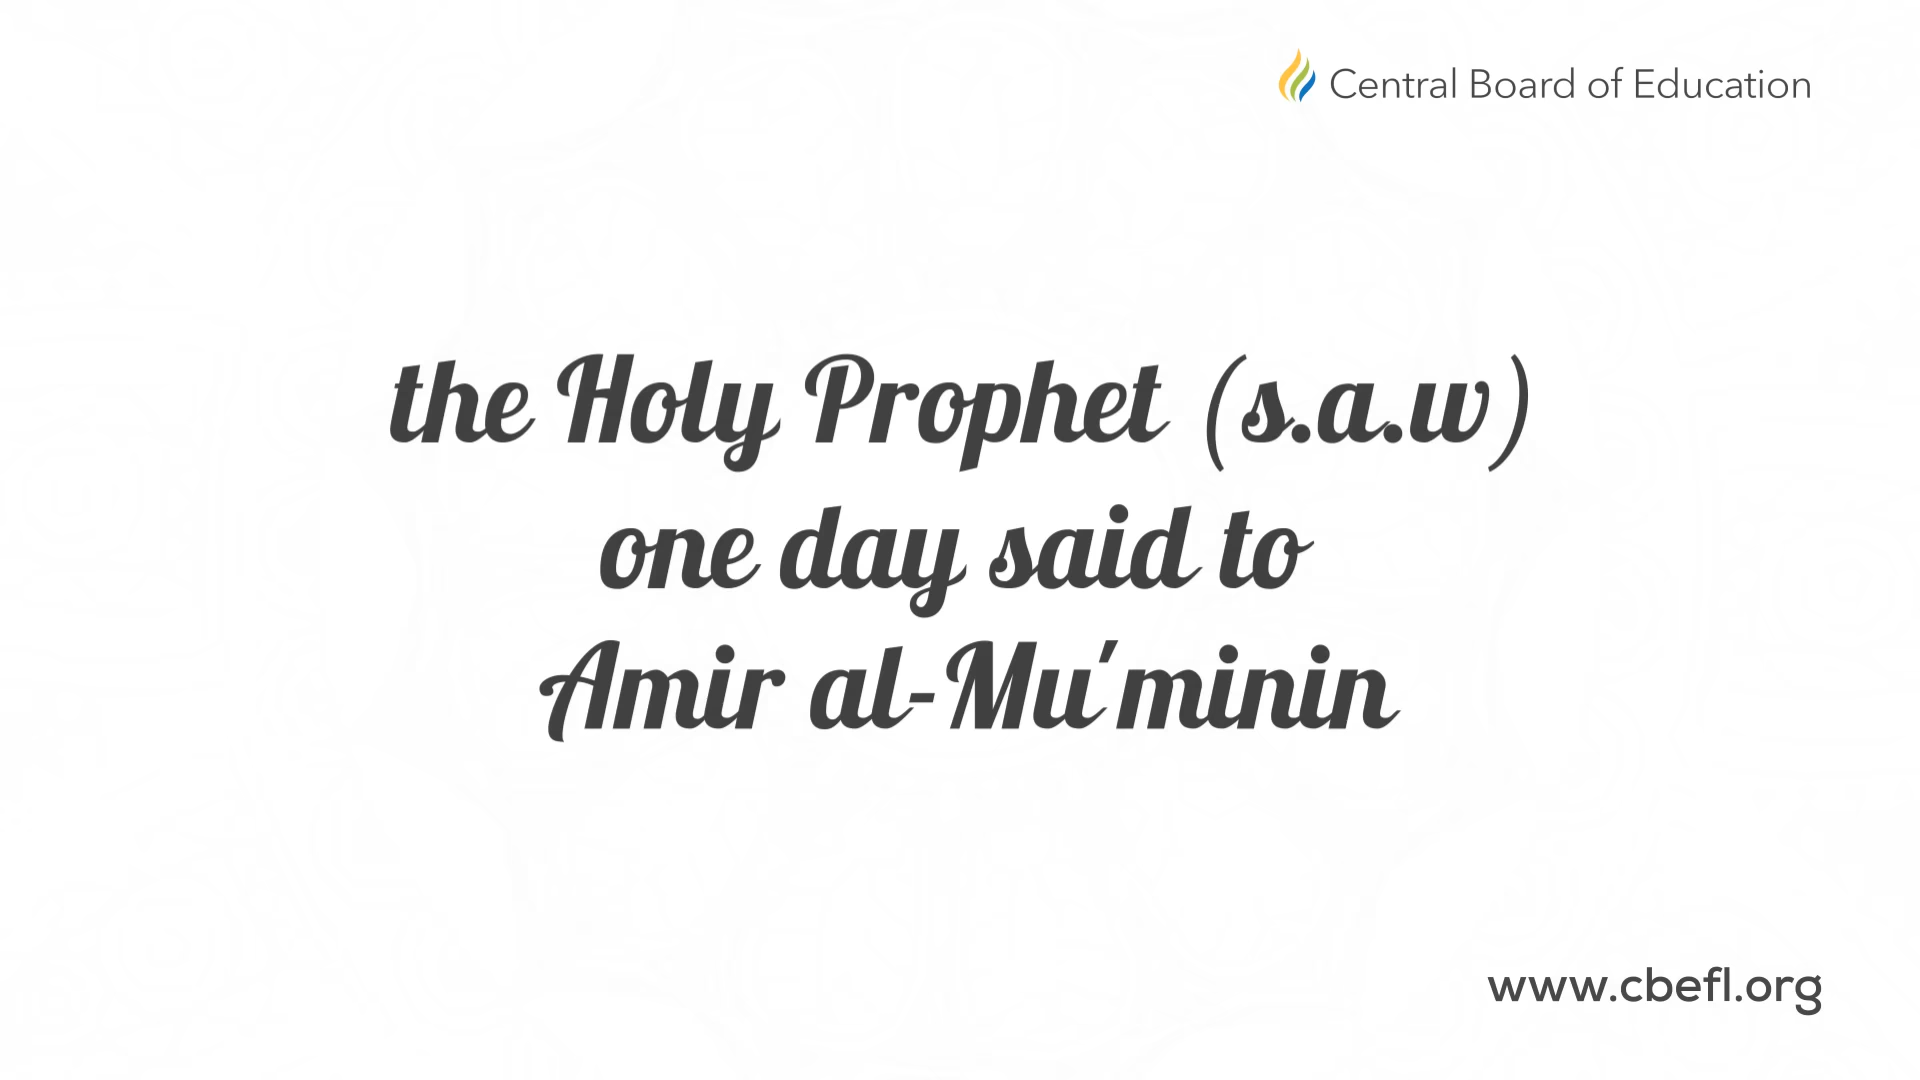 Central Board of Education
the Holy Prophet (s.a.w)
one day said to
Amir al-Mu'minin
www.cbefl.org